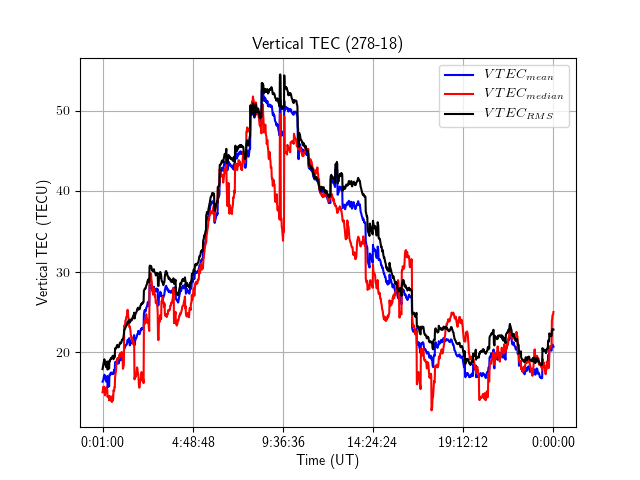 Vertical TEC (278-18)
VTEC_mean
VTEC_median
VTEC_RMS
Vertical TEC (TECU)
50
40
30
20
0:01:00 4:48:48 9:36:36 14:24:24 19:12:12 0:00:00
Time (UT)